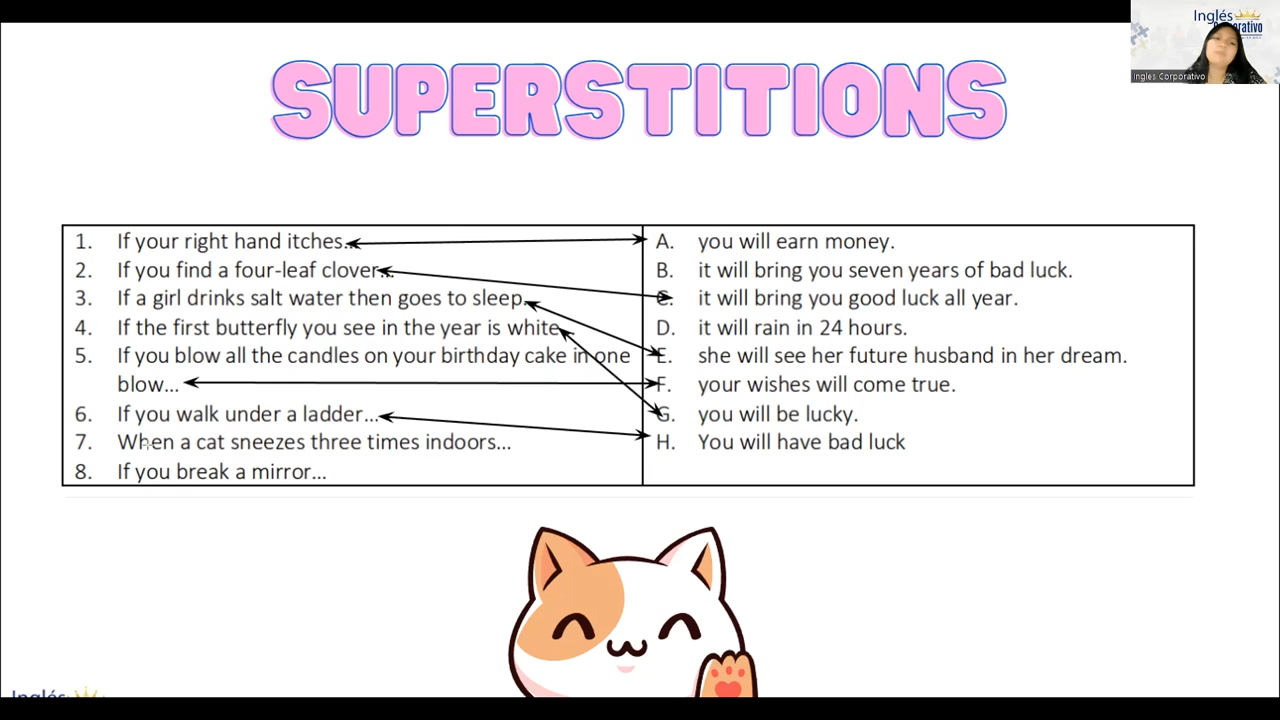 Inglés
Ingles Corporativo
SUPERSTITIONS
1. If your right hand itches...
2. If you find a four-leaf clover...
3. If a girl drinks salt water then goes to sleep
4. If the first butterfly you see in the year is white
5. If you blow all the candles on your birthday cake in one
blow...
6. If you walk under a ladder...
7. When a cat sneezes three times indoors...
8. If you break a mirror...
A. you will earn money.
B. it will bring you seven years of bad luck.
C. it will bring you good luck all year.
D. it will rain in 24 hours.
E. she will see her future husband in her dream.
F. your wishes will come true.
G. you will be lucky.
H. You will have bad luck
Inglés